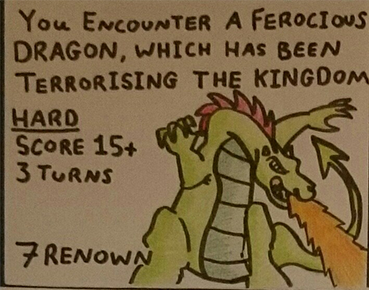 YOU ENCOUNTER A FEROCIOUS
DRAGON, WHICH HAS BEEN
TERRORISING THE KINGDOM
HARD
SCORE 15+
3 TURNS
7 RENOWN